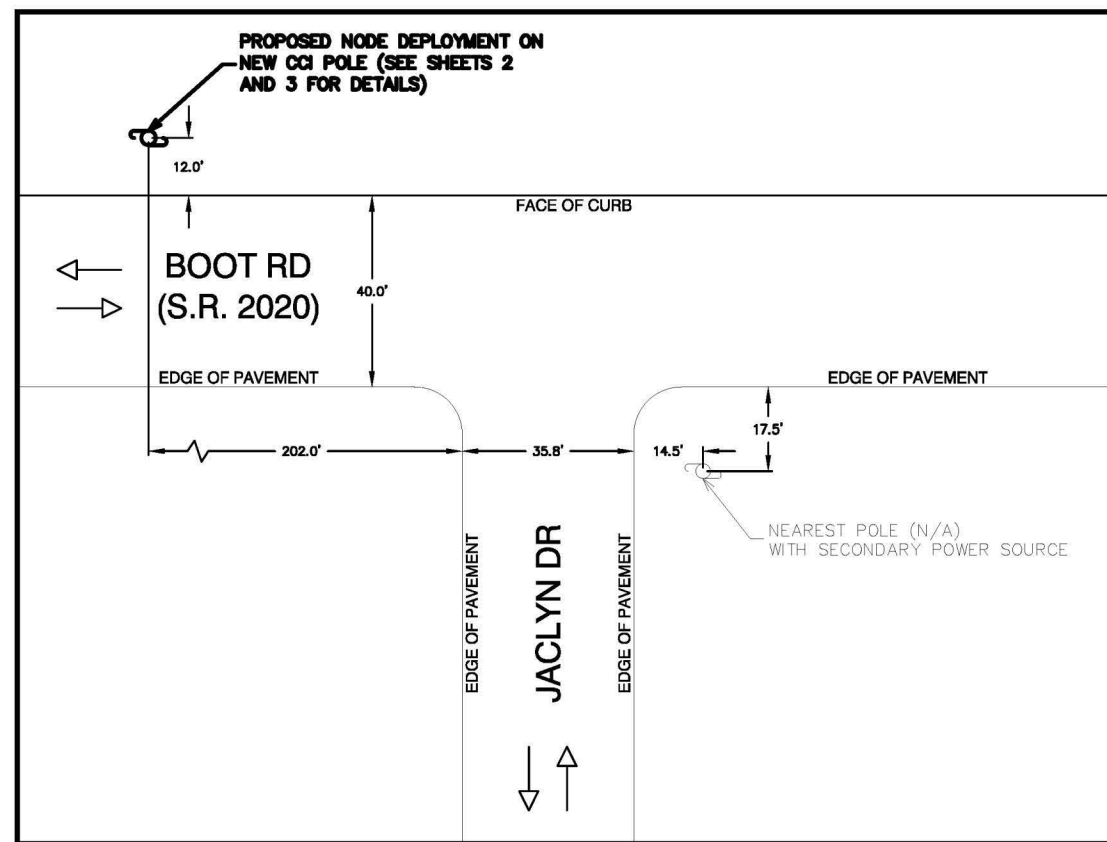 PROPOSED NODE DEPLOYMENT ON
NEW CCI POLE (SEE SHEETS 2
AND 3 FOR DETAILS)
12.0'
FACE OF CURB
BOOT RD
(S.R. 2020)
40.0'
EDGE OF PAVEMENT
EDGE OF PAVEMENT
17.5'
202.0'
35.8'
14.5'
NEAREST POLE (N/A)
WITH SECONDARY POWER SOURCE
EDGE OF PAVEMENT
JACLYN DR
EDGE OF PAVEMENT